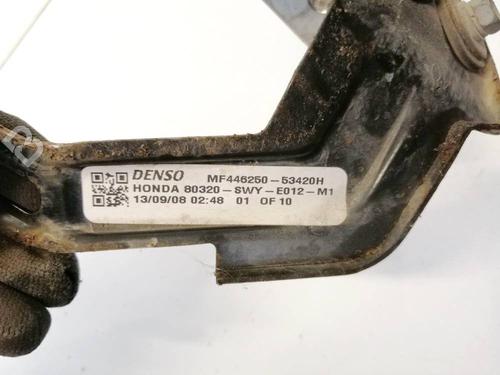 DENSO MF446250-53420H
HONDA 80320-SWY-E012-M1
13/09/08 02:48 01 OF 10